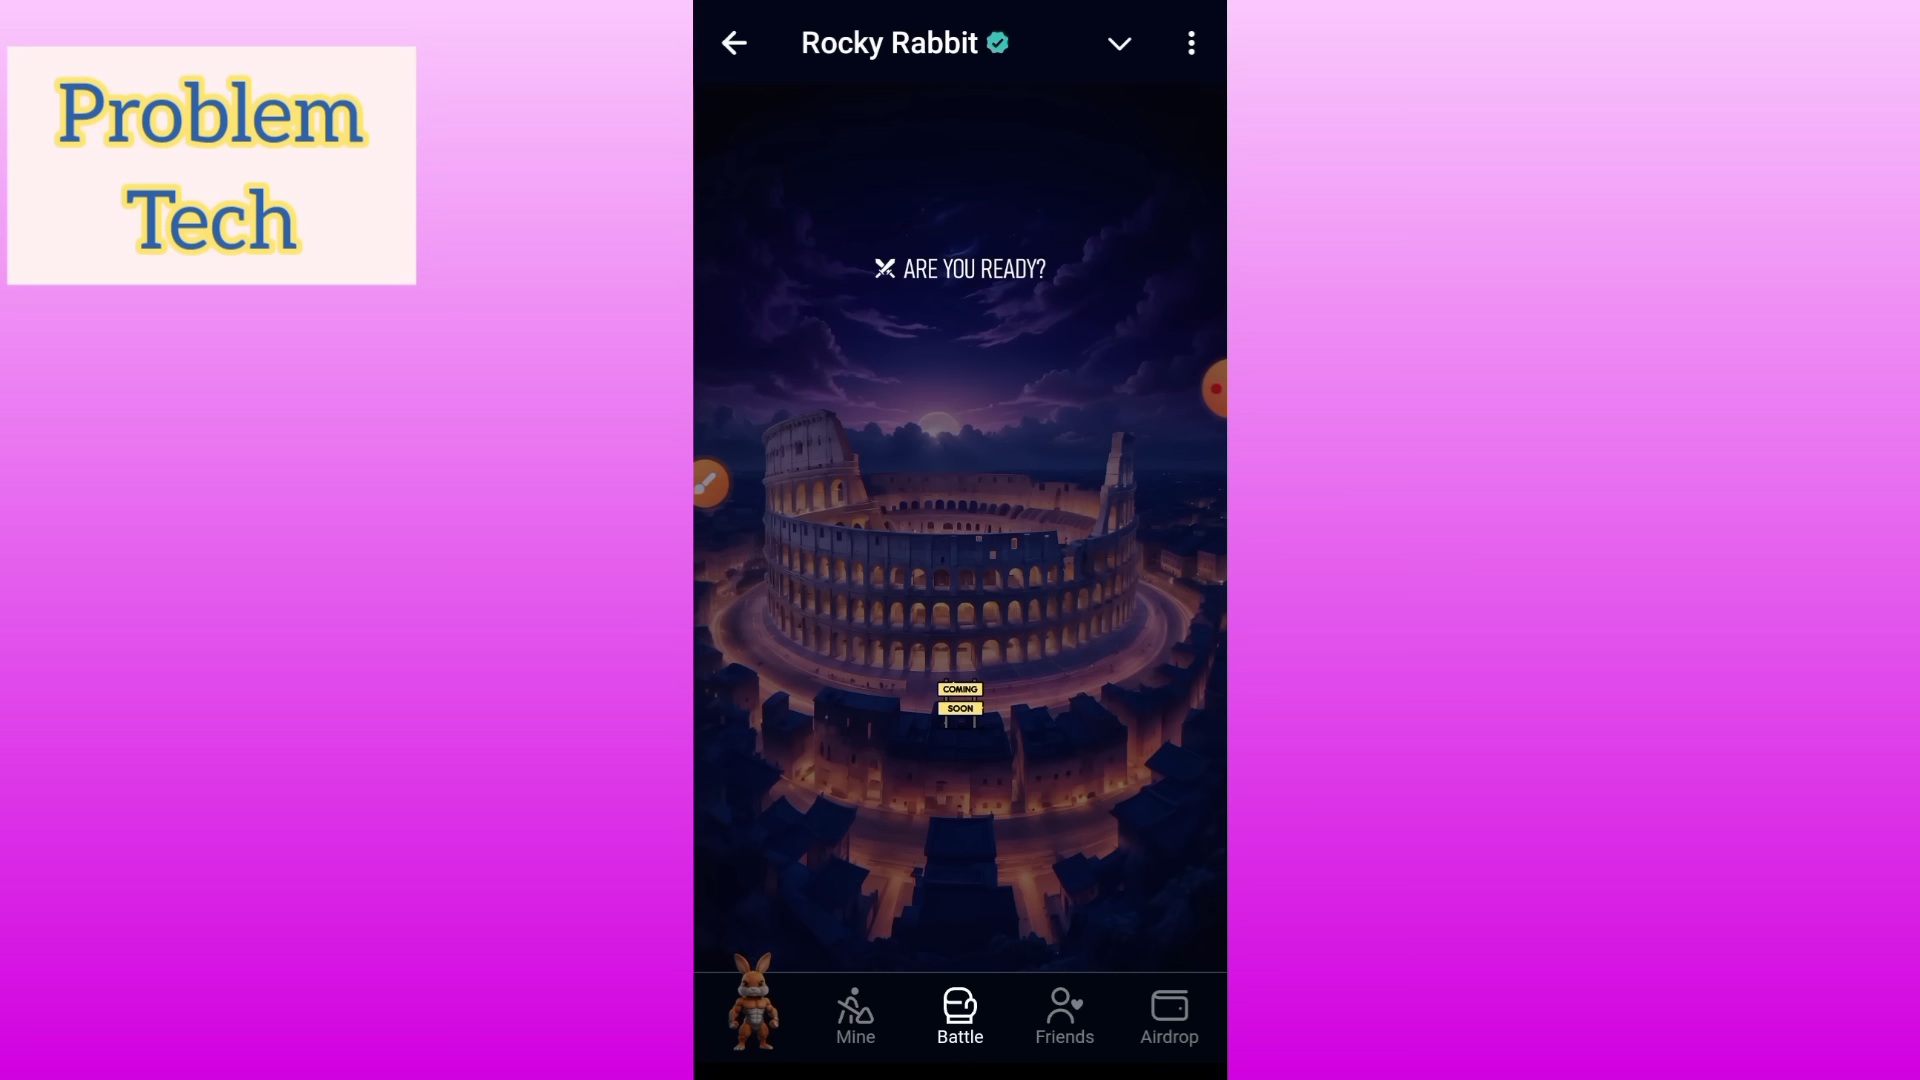 Problem
Tech
Rocky Rabbit
ARE YOU READY?
COMING
SOON
Mine
Battle
Friends
Airdrop